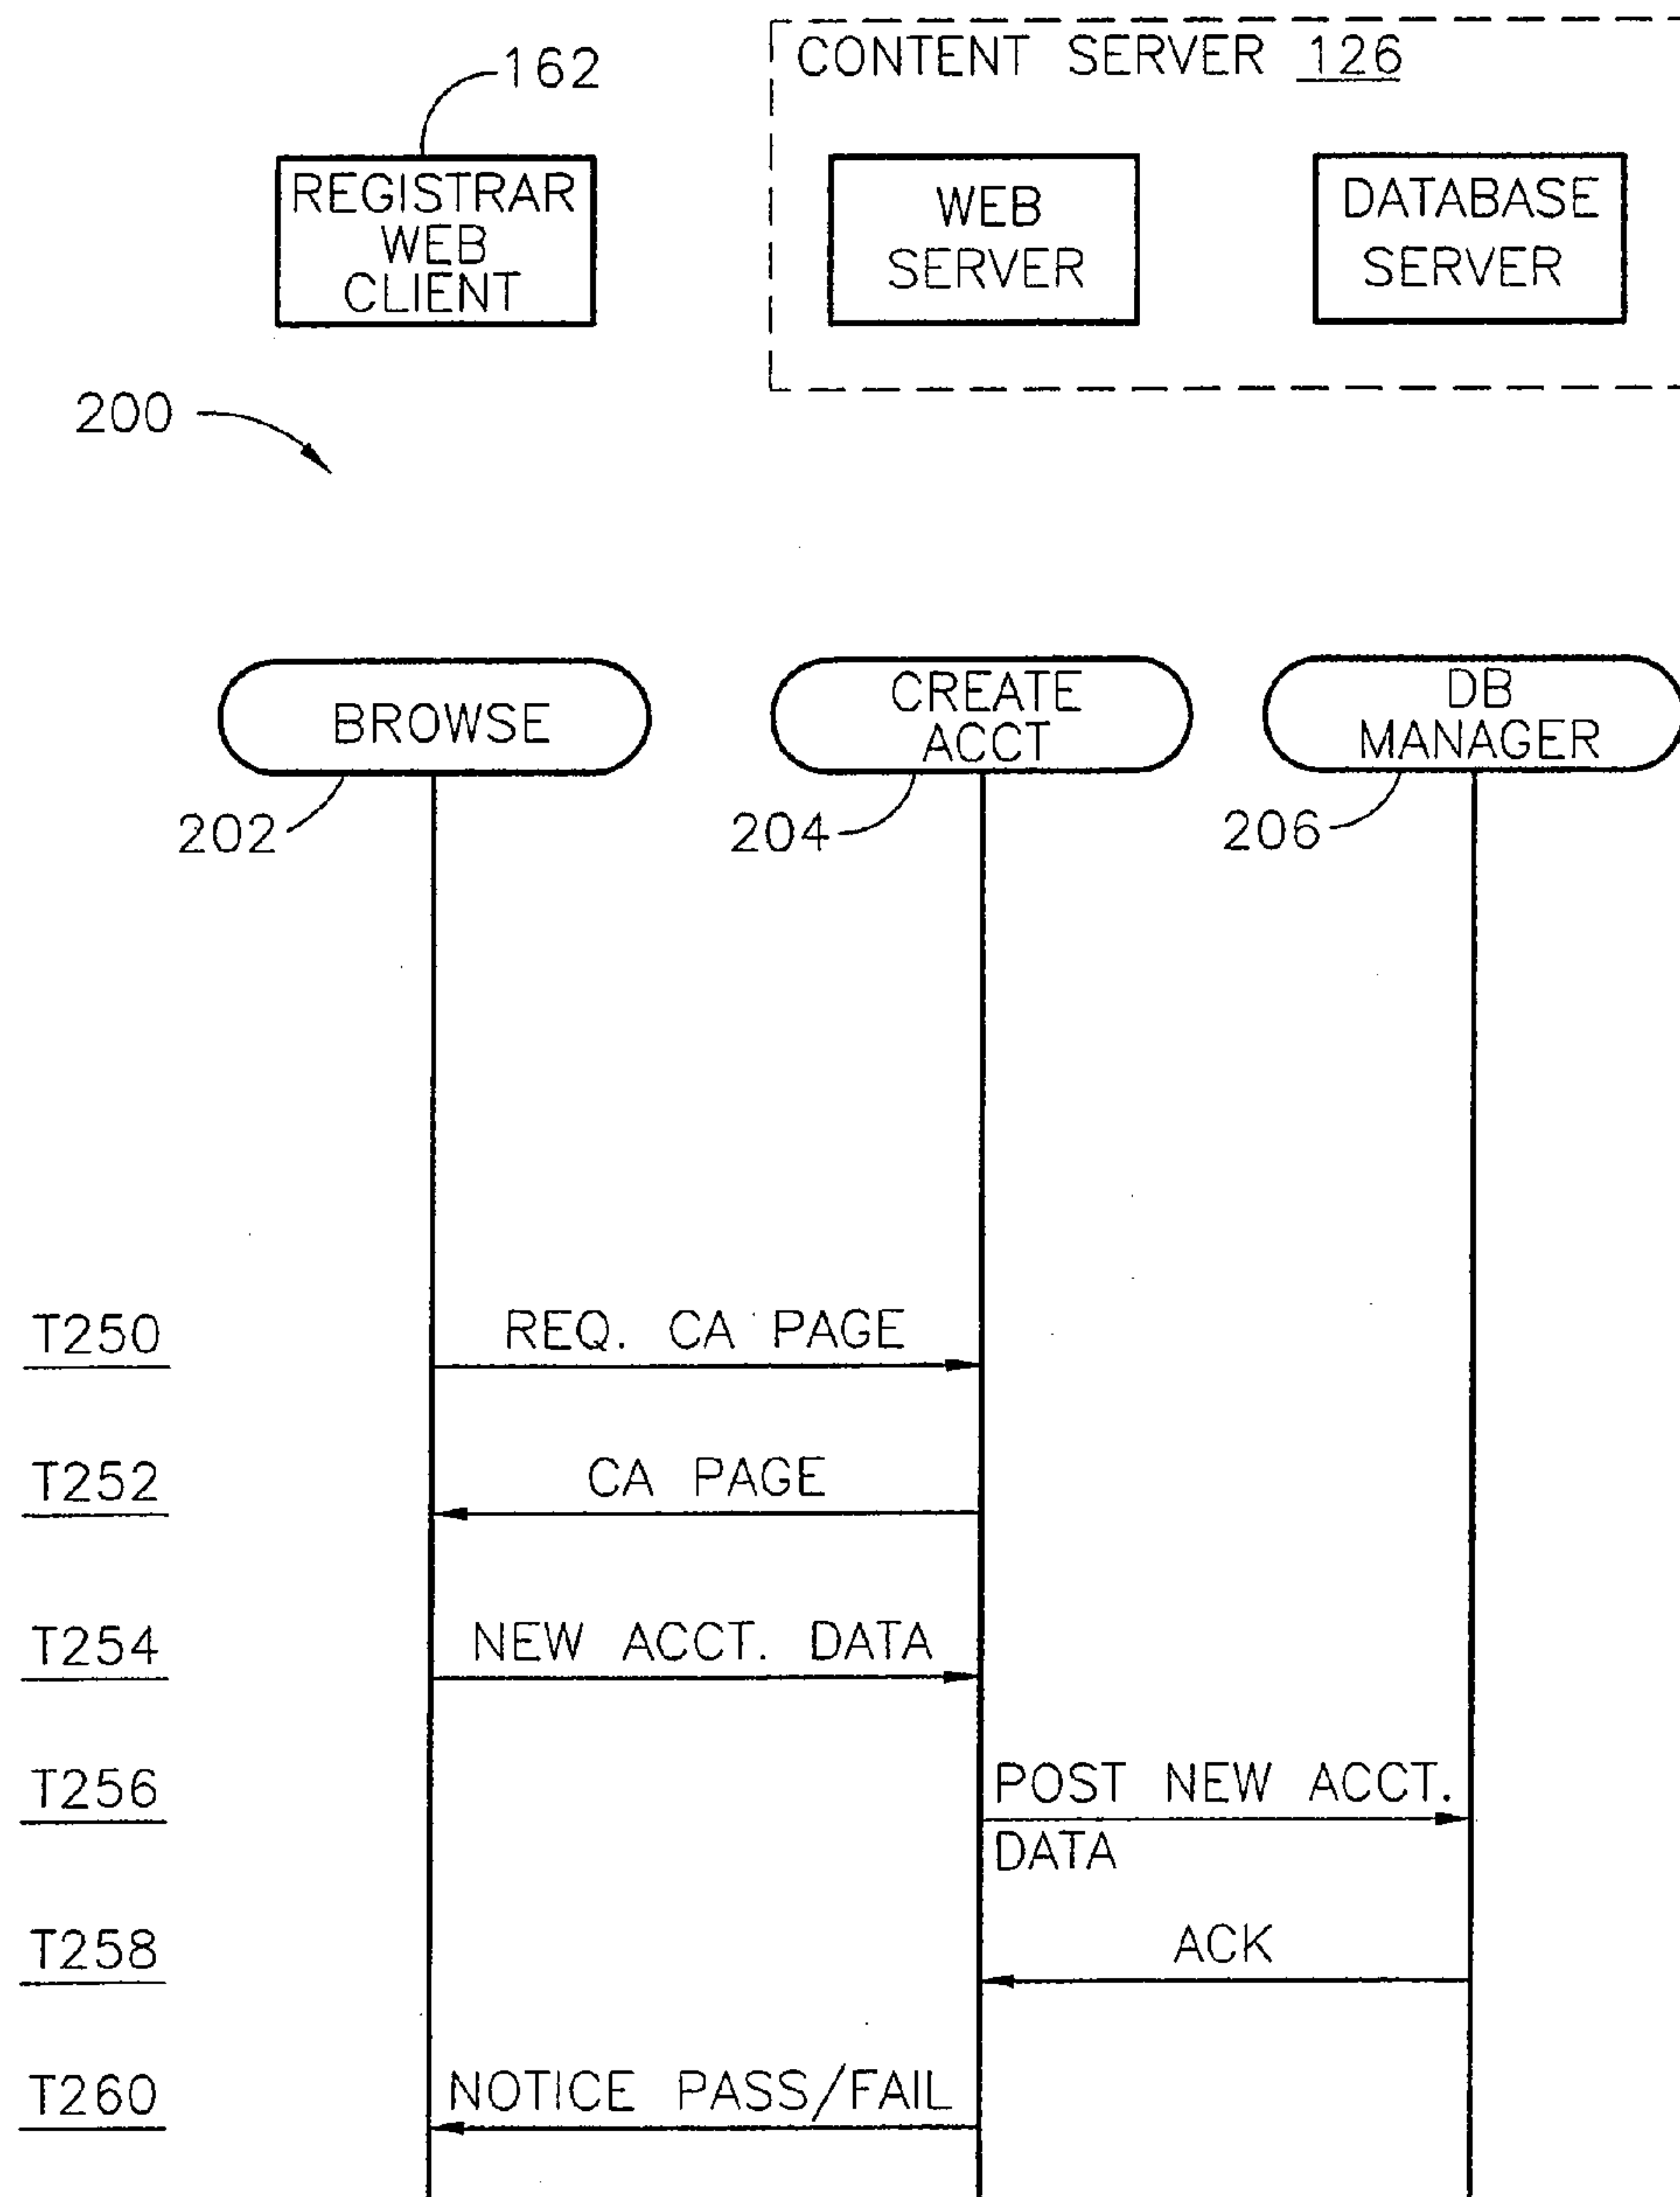 162
CONTENT SERVER 126
REGISTRAR
WEB
CLIENT
WEB
SERVER
DATABASE
SERVER
200
BROWSE
CREATE
ACCT
DB
MANAGER
202
204
206
T250
REQ. CA PAGE
T252
CA PAGE
T254
NEW ACCT. DATA
T256
POST NEW ACCT.
DATA
T258
ACK
T260
NOTICE PASS/FAIL